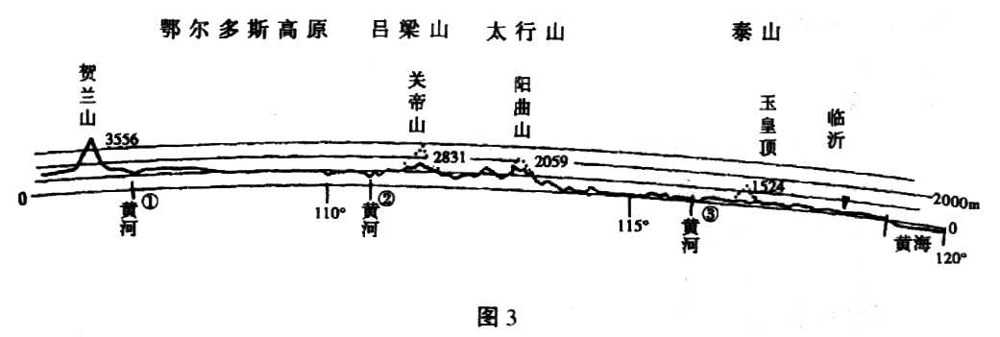 鄂尔多斯高原 吕梁山 太行山 泰山
贺兰山
关帝山
阳曲山
玉皇顶
临沂
3556
2831
2059
1524
2000m
0
0
黄河
①
110°
黄河
②
115°
黄河
③
黄海
120°
图3